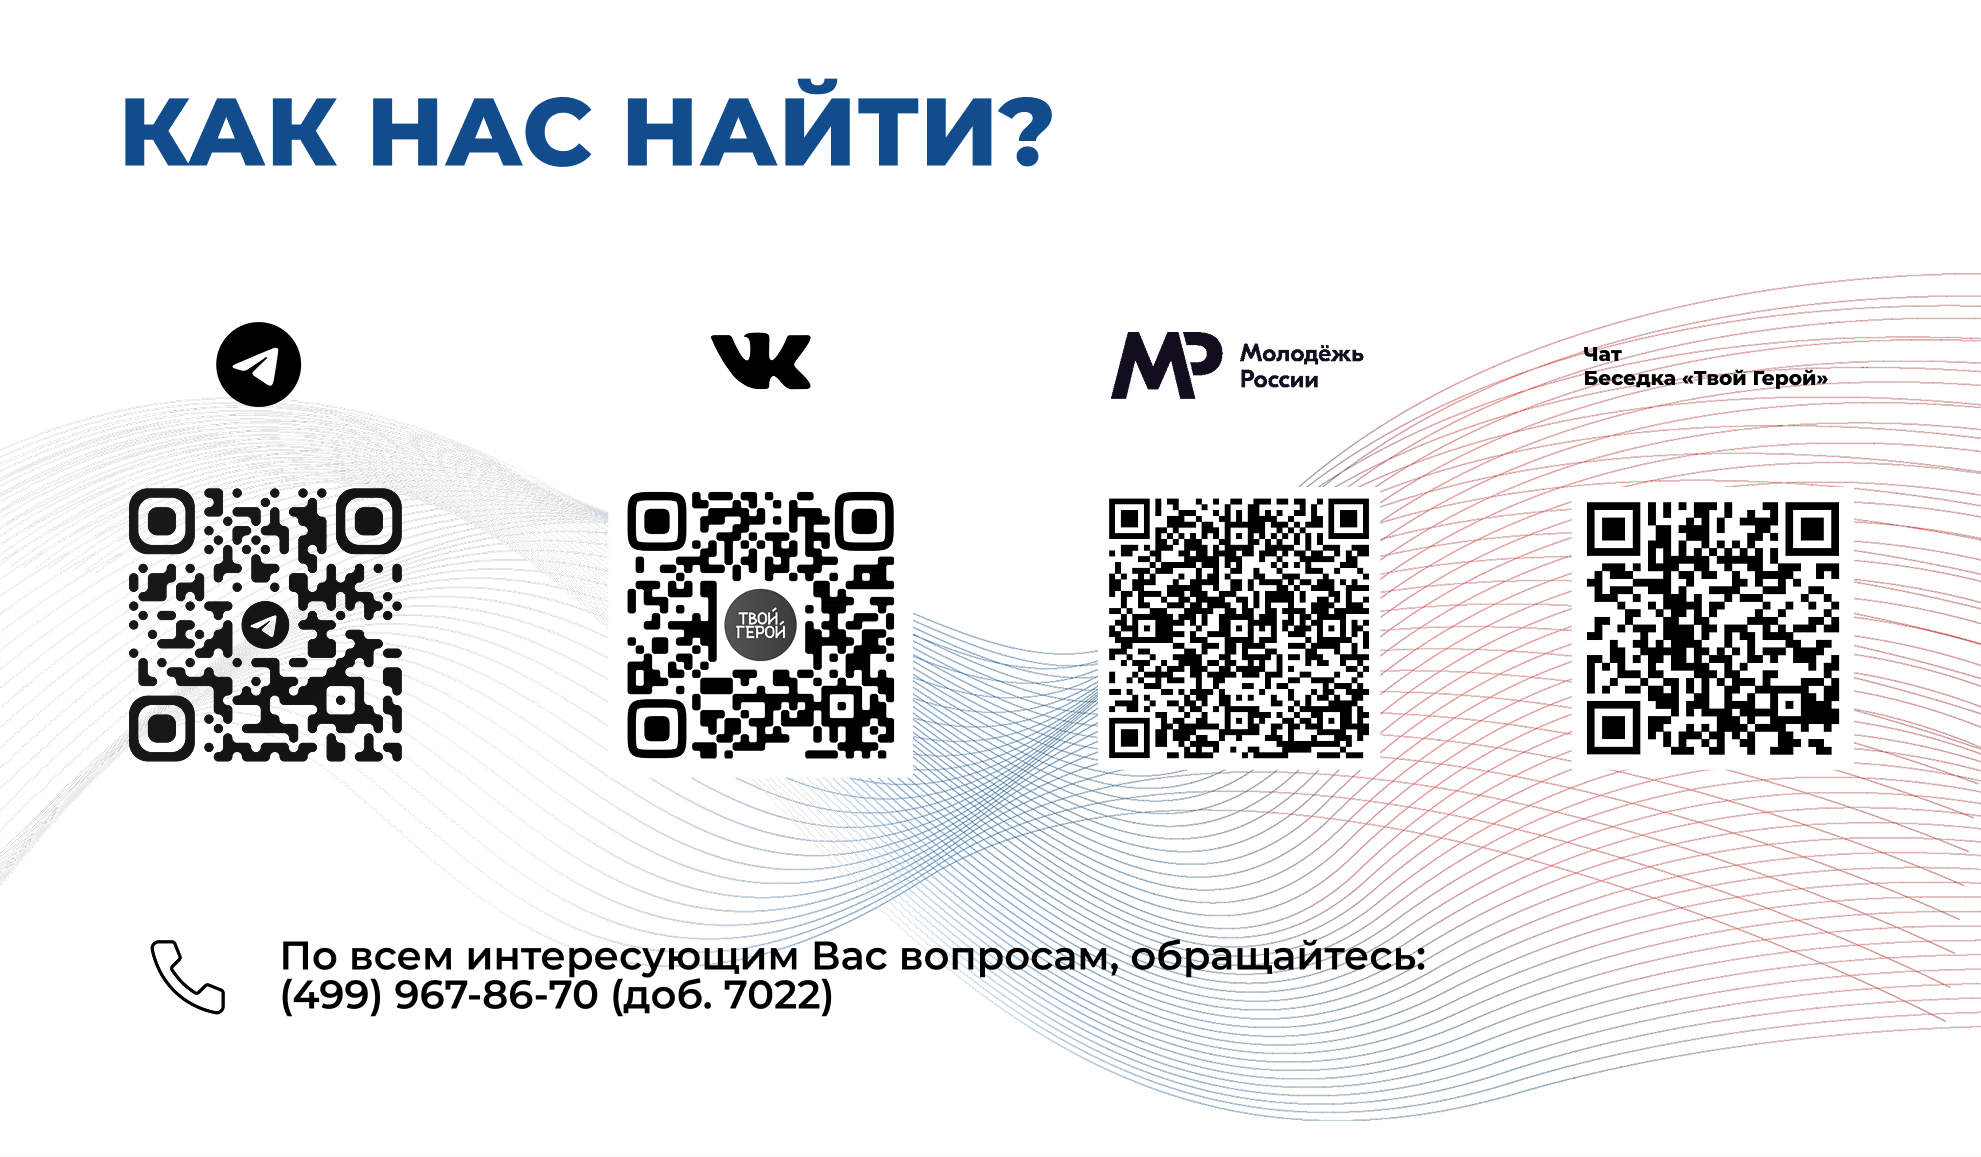 КАК НАС НАЙТИ?
Молодёжь
России
Чат
Беседка «Твой Герой»
ТВОЙ
ГЕРОЙ
По всем интересующим Вас вопросам, обращайтесь:
(499) 967-86-70 (доб. 7022)